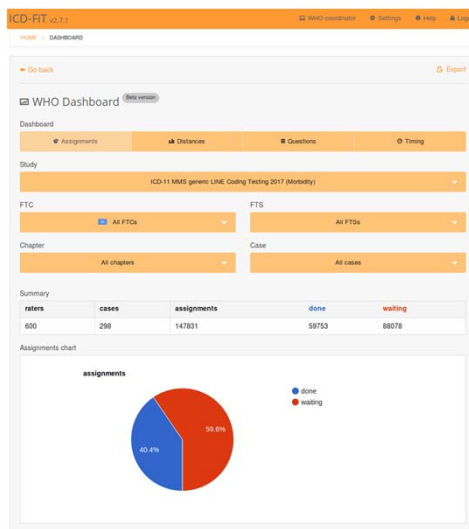 ICD-FiT v2.7.1 WHO coordinator Settings Help Log
HOME / DASHBOARD
Go back Export
WHO Dashboard Beta version
Dashboard
Assignments Distances Questions Timing
Study
ICD-11 MMS generic LINE Coding Testing 2017 (Morbidity)
FTC FTS
All FTCs All FTSs
Chapter Case
All chapters All cases
Summary
raters cases assignments done waiting
600 298 147831 59753 88078
Assignments chart
assignments
done
waiting
59.6%
40.4%